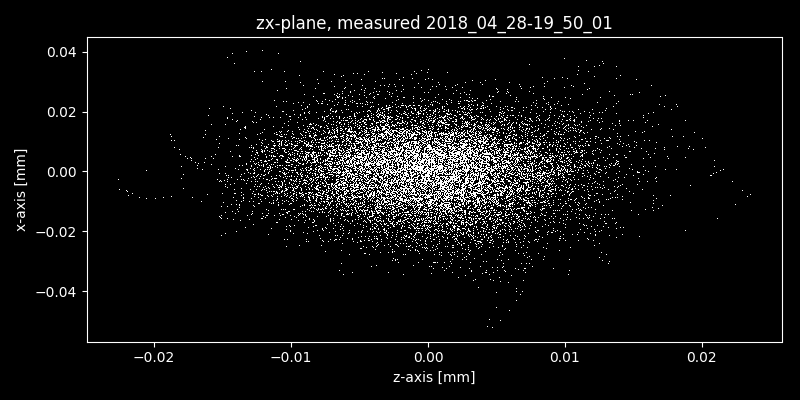 zx-plane, measured 2018_04_28-19_50_01
0.04
0.02
0.00
−0.02
−0.04
x-axis [mm]
−0.02 −0.01 0.00 0.01 0.02
z-axis [mm]